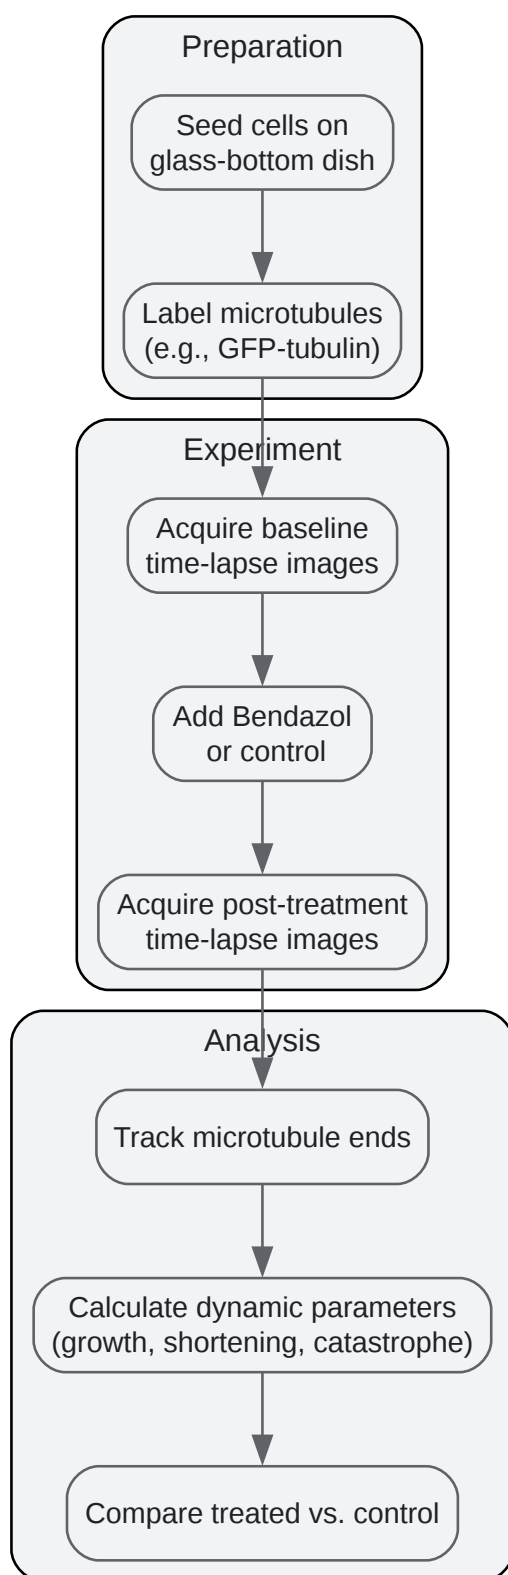 Preparation
Seed cells on
glass-bottom dish
Label microtubules
(e.g., GFP-tubulin)
Experiment
Acquire baseline
time-lapse images
Add Bendazol
or control
Acquire post-treatment
time-lapse images
Analysis
Track microtubule ends
Calculate dynamic parameters
(growth, shortening, catastrophe)
Compare treated vs. control